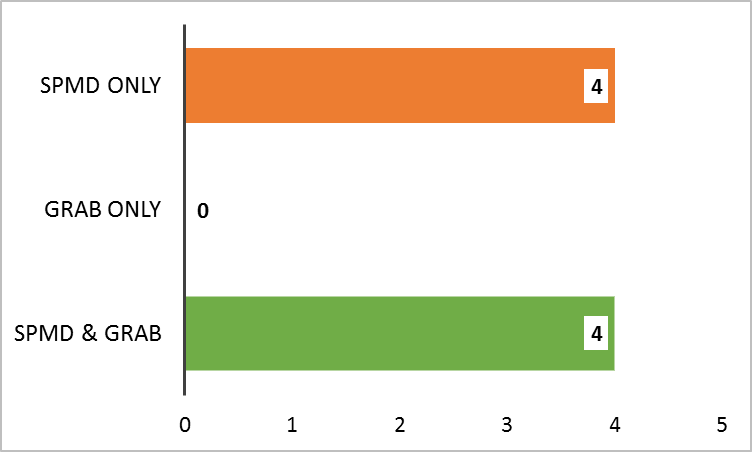 SPMD ONLY
4
GRAB ONLY
0
SPMD & GRAB
4
0 1 2 3 4 5